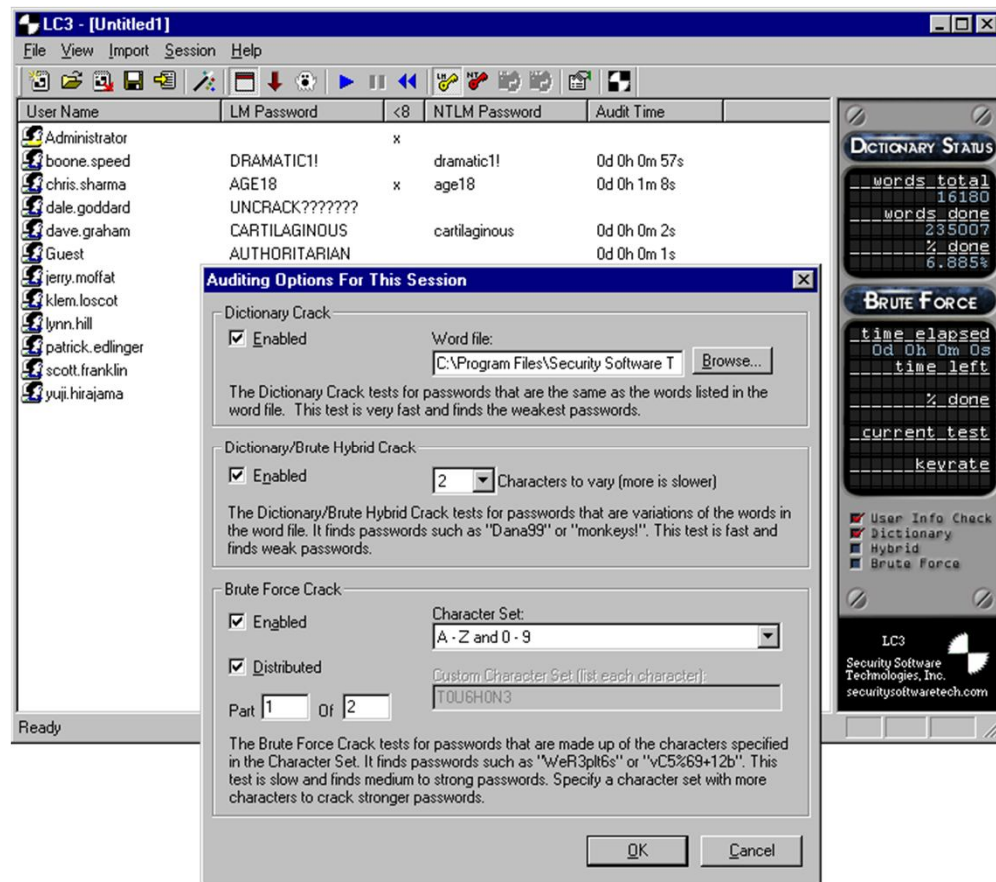 LC3 - [Untitled1]
File View Import Session Help
LM NT
User Name LM Password <8 NTLM Password Audit Time
Administrator x
boone.speed DRAMATIC1! dramatic1! 0d 0h 0m 57s
chris.sharma AGE18 x age18 0d 0h 1m 8s
dale.goddard UNCRACK???????
dave.graham CARTILAGINOUS cartilaginous 0d 0h 0m 2s
Guest AUTHORITARIAN 0d 0h 0m 1s
jerry.moffat
klem.loscot
lynn.hill
patrick.edlinger
scott.franklin
yuji.hirajama
Ready
Auditing Options For This Session
Dictionary Crack
Enabled
Word file:
C:\Program Files\Security Software T
Browse...
The Dictionary Crack tests for passwords that are the same as the words listed in the
word file. This test is very fast and finds the weakest passwords.
Dictionary/Brute Hybrid Crack
Enabled
2 Characters to vary (more is slower)
The Dictionary/Brute Hybrid Crack tests for passwords that are variations of the words in
the word file. It finds passwords such as "Dana99" or "monkeys!". This test is fast and
finds weak passwords.
Brute Force Crack
Enabled
Character Set:
A - Z and 0 - 9
Distributed
Custom Character Set (list each character):
T0U6H0N3
Part 1 Of 2
The Brute Force Crack tests for passwords that are made up of the characters specified
in the Character Set. It finds passwords such as "WeR3plt6s" or "vC5%69+12b". This
test is slow and finds medium to strong passwords. Specify a character set with more
characters to crack stronger passwords.
OK Cancel
DICTIONARY STATUS
words total
16180
words done
235007
% done
6.885%
BRUTE FORCE
time elapsed
0d 0h 0m 0s
time left
% done
current test
keyrate
User Info Check
Dictionary
Hybrid
Brute Force
LC3
Security Software
Technologies, Inc.
securitysoftwaretech.com